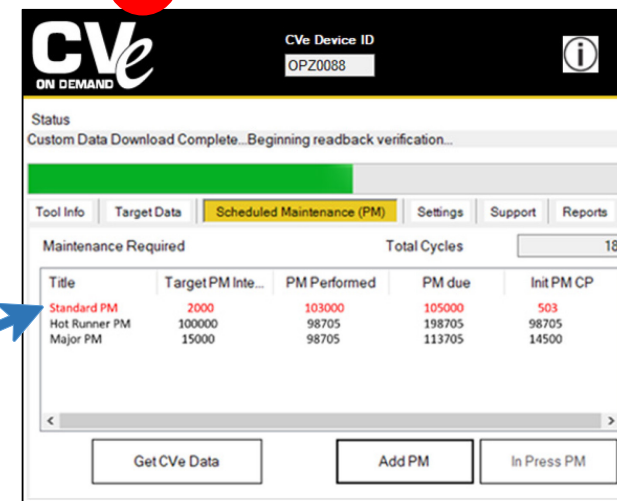 CVe
ON DEMAND
CVe Device ID
OPZ0088
i
Status
Custom Data Download Complete...Beginning readback verification...
Tool Info Target Data Scheduled Maintenance (PM) Settings Support Reports
Maintenance Required Total Cycles 18
Title Target PM Inte... PM Performed PM due Init PM CP
Standard PM 2000 103000 105000 503
Hot Runner PM 100000 98705 198705 98705
Major PM 15000 98705 113705 14500
< >
Get CVe Data Add PM In Press PM